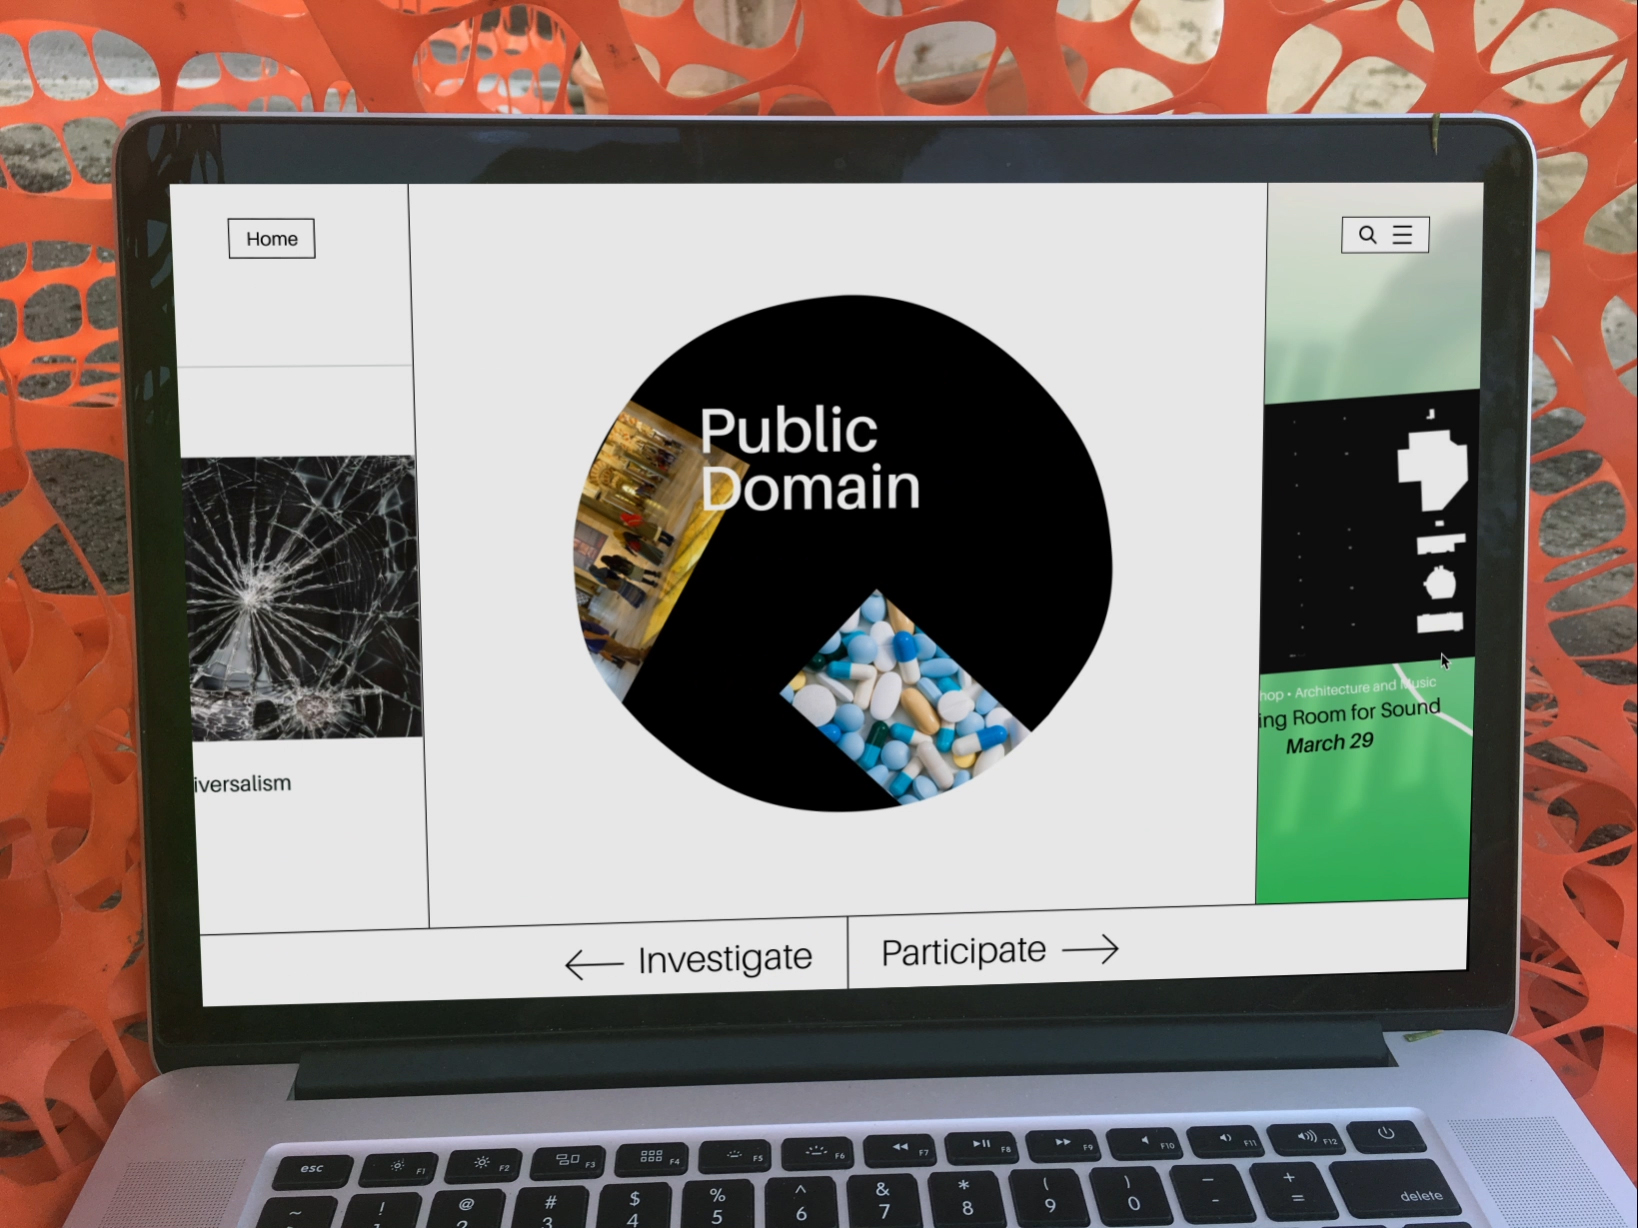 Home
Public
Domain
iversalism
hop • Architecture and Music
ing Room for Sound
March 29
← Investigate
Participate →
esc
F1
F2
F3
F4
F5
F6
F7
F8
F9
F10
F11
F12
~
!
@
#
$
%
^
&
*
(
)
_
-
+
=
1
2
3
4
5
6
7
8
9
0
delete